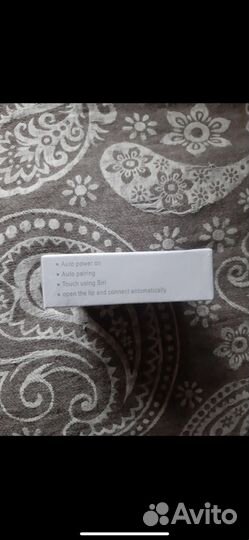 • Auto power on
• Auto pairing
• Touch using Siri
• open the lid and connect automatically
Avito